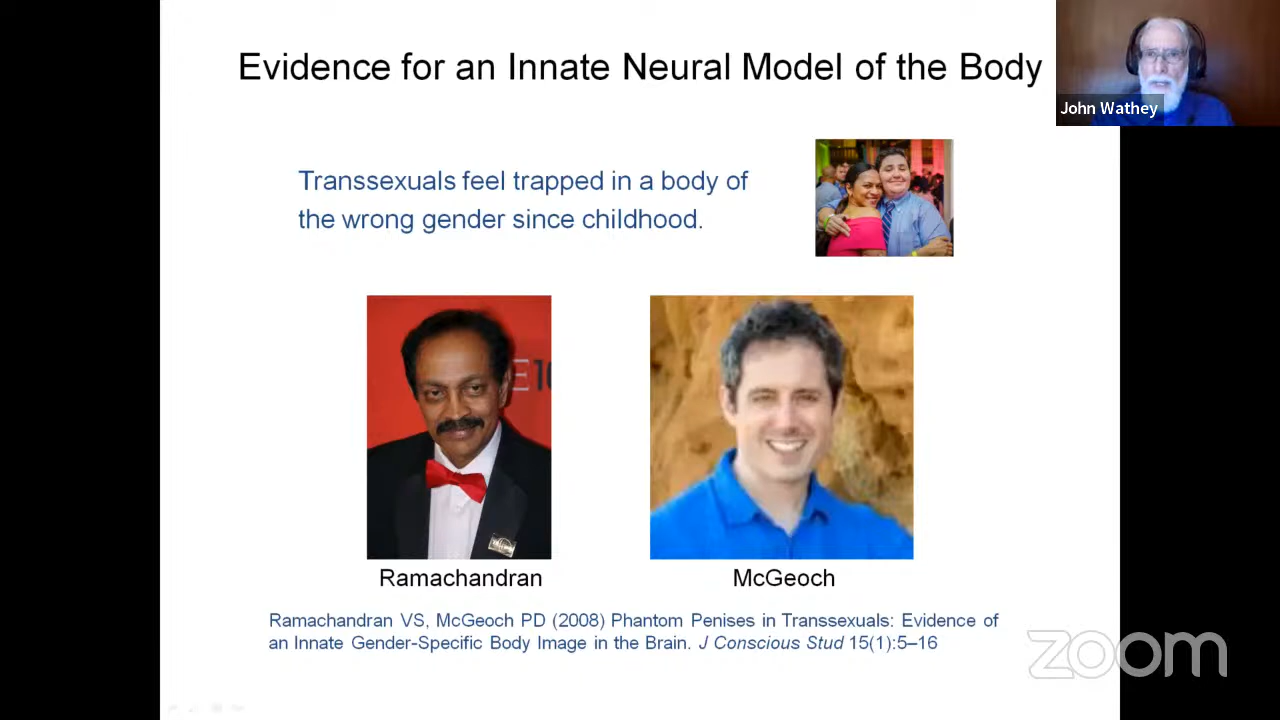 Evidence for an Innate Neural Model of the Body
John Wathey
Transsexuals feel trapped in a body of
the wrong gender since childhood.
Ramachandran
McGeoch
Ramachandran VS, McGeoch PD (2008) Phantom Penises in Transsexuals: Evidence of
an Innate Gender-Specific Body Image in the Brain. J Conscious Stud 15(1):5–16
zoom